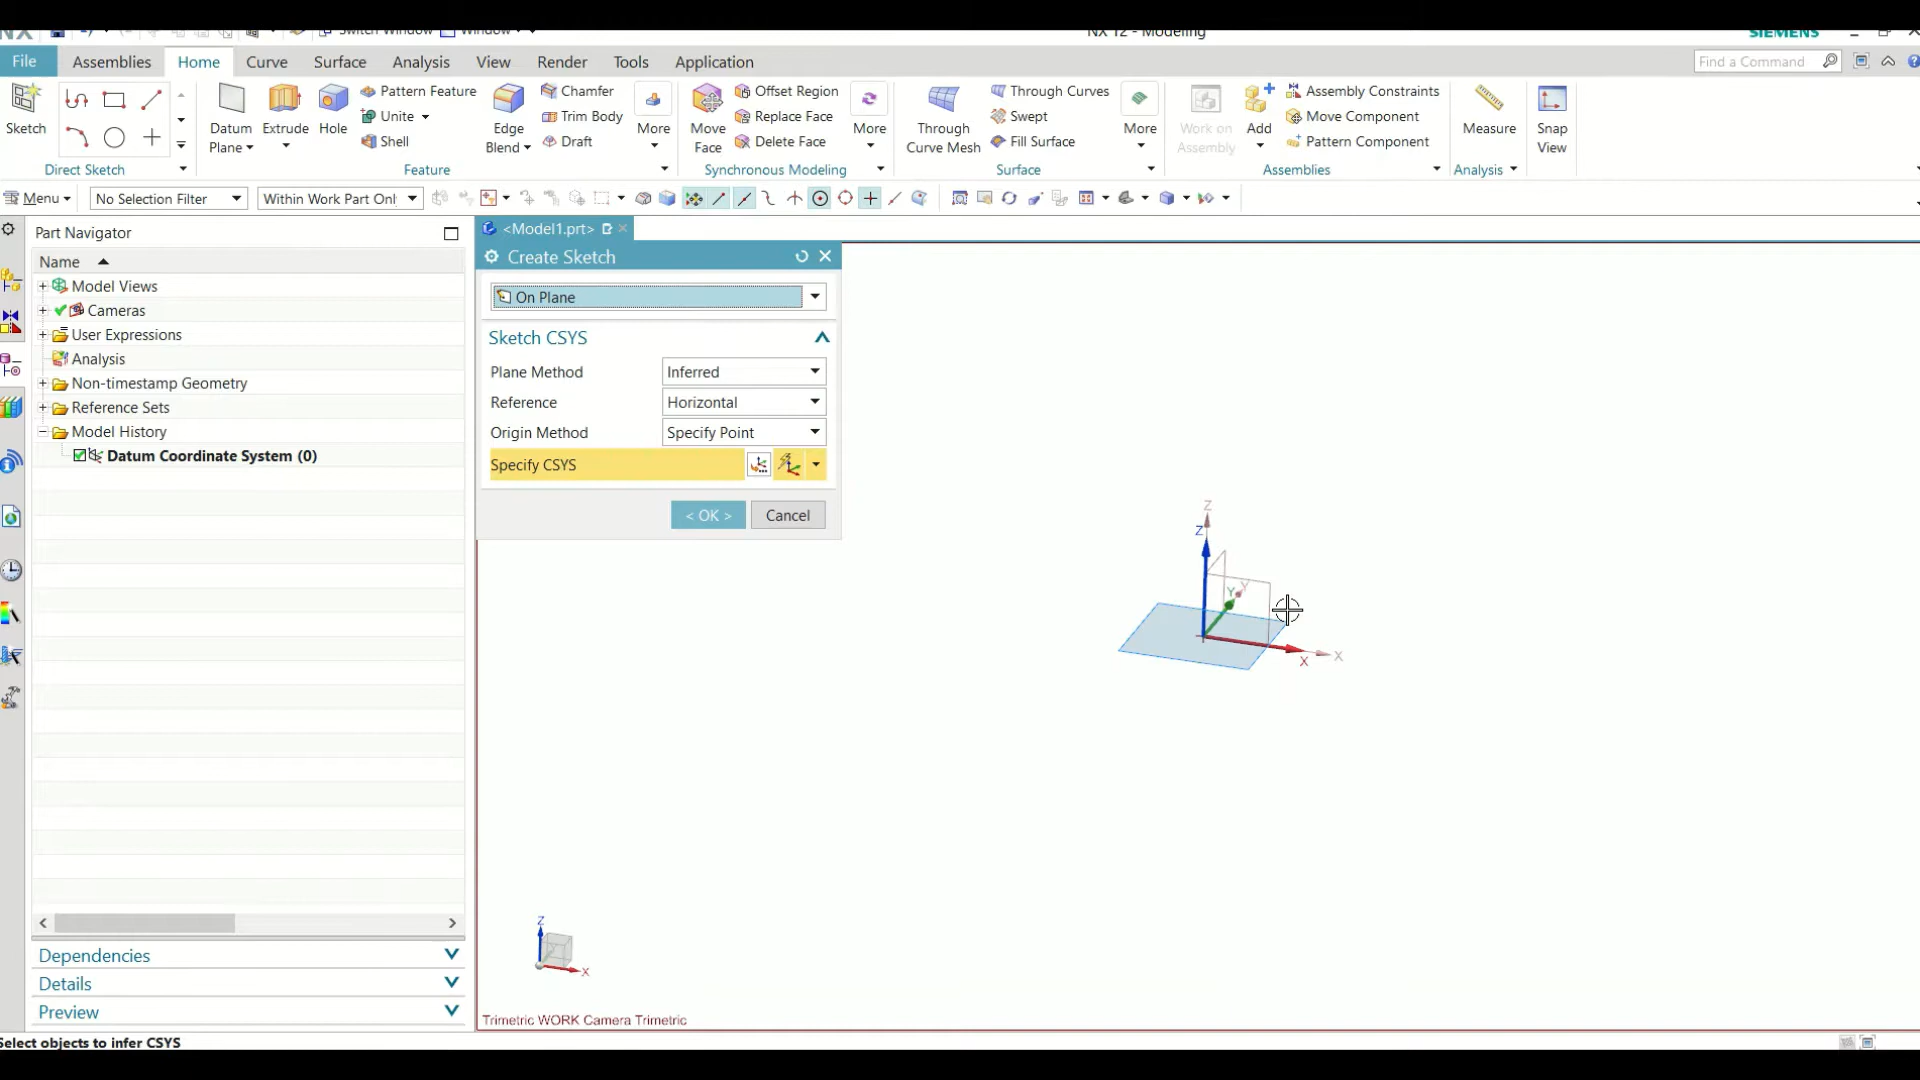 NX
Switch Window
Window
NX 12 - Modeling
SIEMENS
File
Assemblies
Home
Curve
Surface
Analysis
View
Render
Tools
Application
Find a Command
Sketch
Direct Sketch
Datum
Plane
Extrude
Hole
Pattern Feature
Unite
Shell
Edge
Blend
Chamfer
Trim Body
Draft
More
Feature
Move
Face
Offset Region
Replace Face
Delete Face
More
Synchronous Modeling
Through
Curve Mesh
Through Curves
Swept
Fill Surface
More
Surface
Work on
Assembly
Add
Assembly Constraints
Move Component
Pattern Component
Assemblies
Measure
Analysis
Snap
View
Menu
No Selection Filter
Within Work Part Onl
Part Navigator
Name
Model Views
Cameras
User Expressions
Analysis
Non-timestamp Geometry
Reference Sets
Model History
Datum Coordinate System (0)
Dependencies
Details
Preview
<Model1.prt>
Create Sketch
On Plane
Sketch CSYS
Plane Method
Inferred
Reference
Horizontal
Origin Method
Specify Point
Specify CSYS
< OK >
Cancel
Z
Z
Y
Y
X
X
Z
X
Trimetric WORK Camera Trimetric
Select objects to infer CSYS